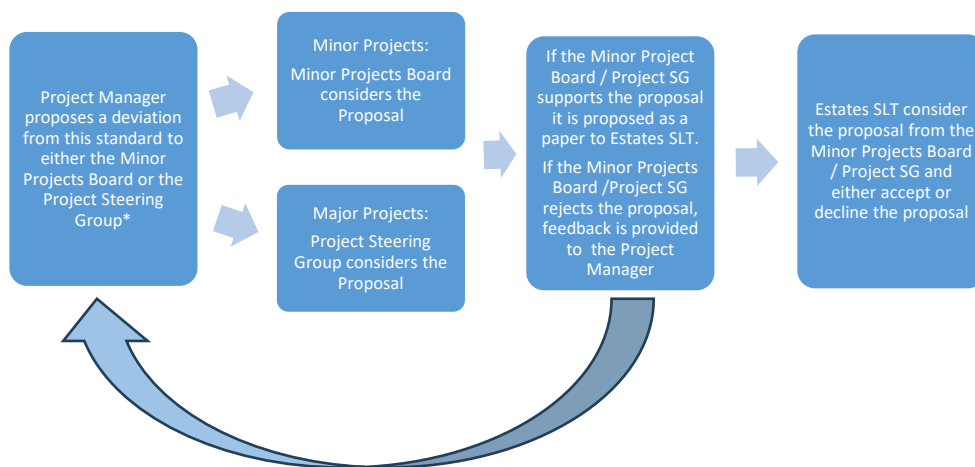 Project Manager
proposes a deviation
from this standard to
either the Minor
Projects Board or the
Project Steering
Group*
Minor Projects:
Minor Projects Board
considers the
Proposal
Major Projects:
Project Steering
Group considers the
Proposal
If the Minor Project
Board / Project SG
supports the proposal
it is proposed as a
paper to Estates SLT.
If the Minor Projects
Board /Project SG
rejects the proposal,
feedback is provided
to the Project
Manager
Estates SLT consider
the proposal from the
Minor Projects Board
/ Project SG and
either accept or
decline the proposal